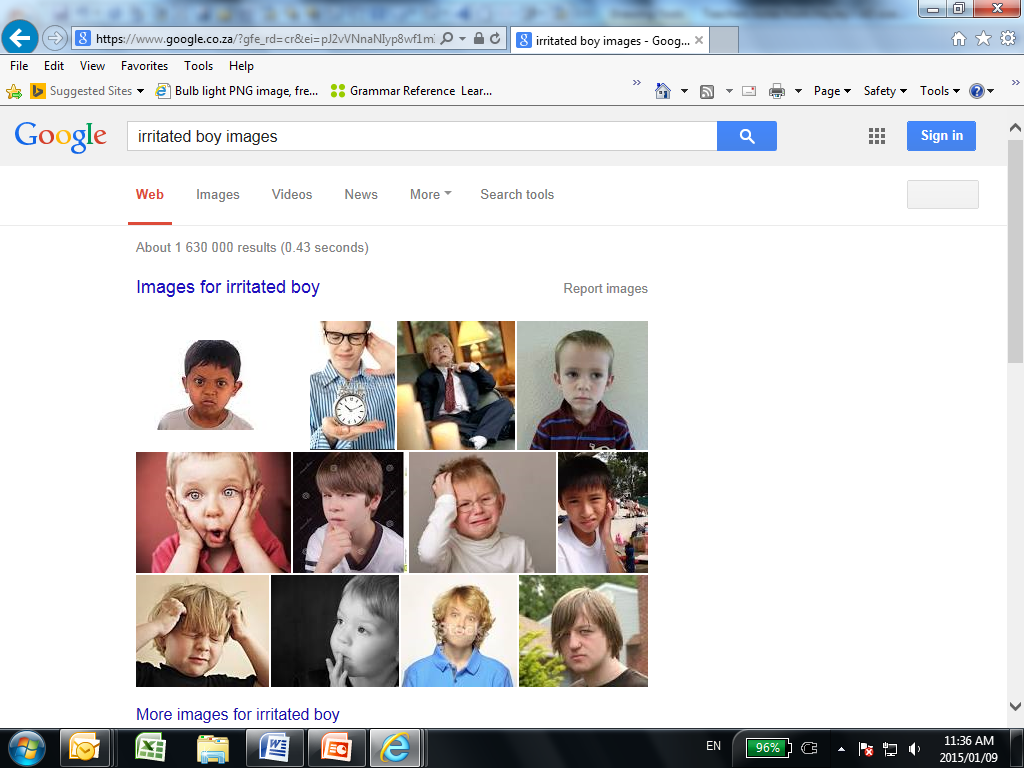 https://www.google.co.za/?gfe_rd=cr&ei=pJ2vVNnaNIyp8wf1m
irritated boy images - Goog...
File Edit View Favorites Tools Help
Suggested Sites Bulb light PNG image, fre... Grammar Reference Lear... Page Safety Tools
Google irritated boy images Sign in
Web Images Videos News More Search tools
About 1 630 000 results (0.43 seconds)
Images for irritated boy Report images
More images for irritated boy
EN 96% 11:36 AM
2015/01/09